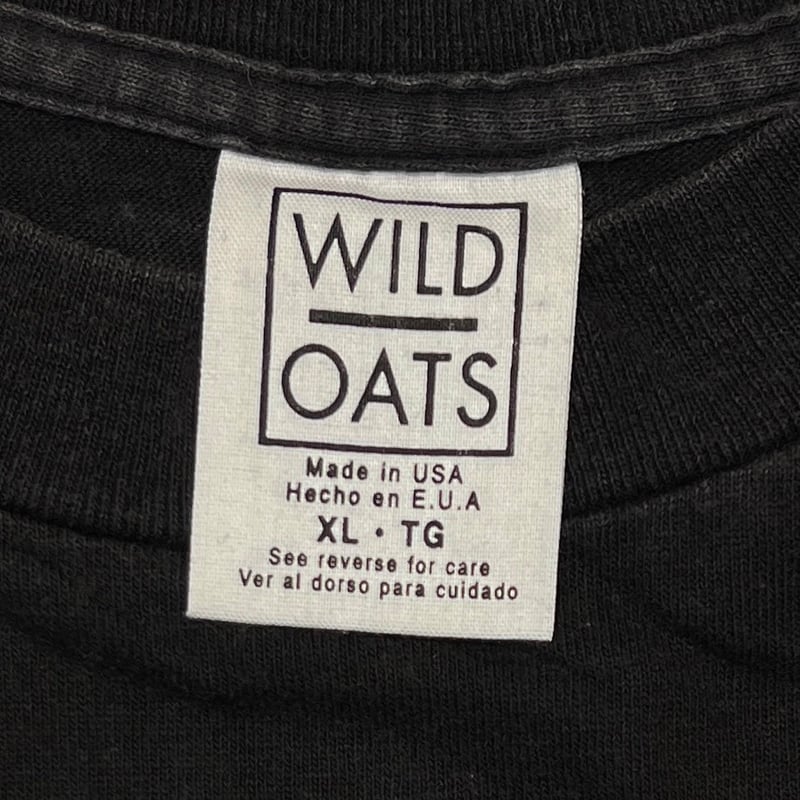 WILD
OATS
Made in USA
Hecho en E.U.A
XL • TG
See reverse for care
Ver al dorso para cuidado